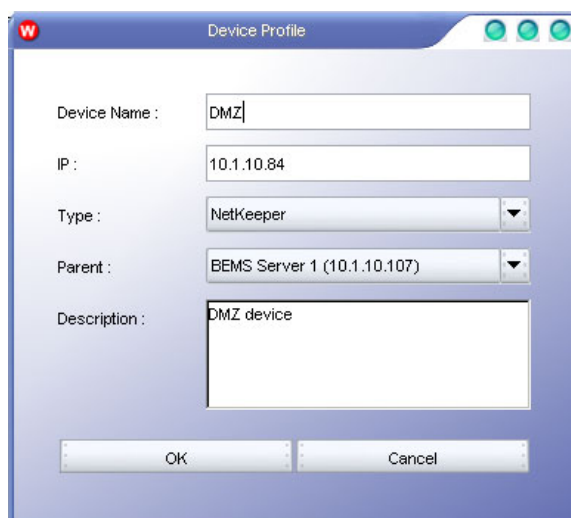 W Device Profile
Device Name : DMZ
IP : 10.1.10.84
Type : NetKeeper
Parent : BEMS Server 1 (10.1.10.107)
Description : DMZ device
OK Cancel